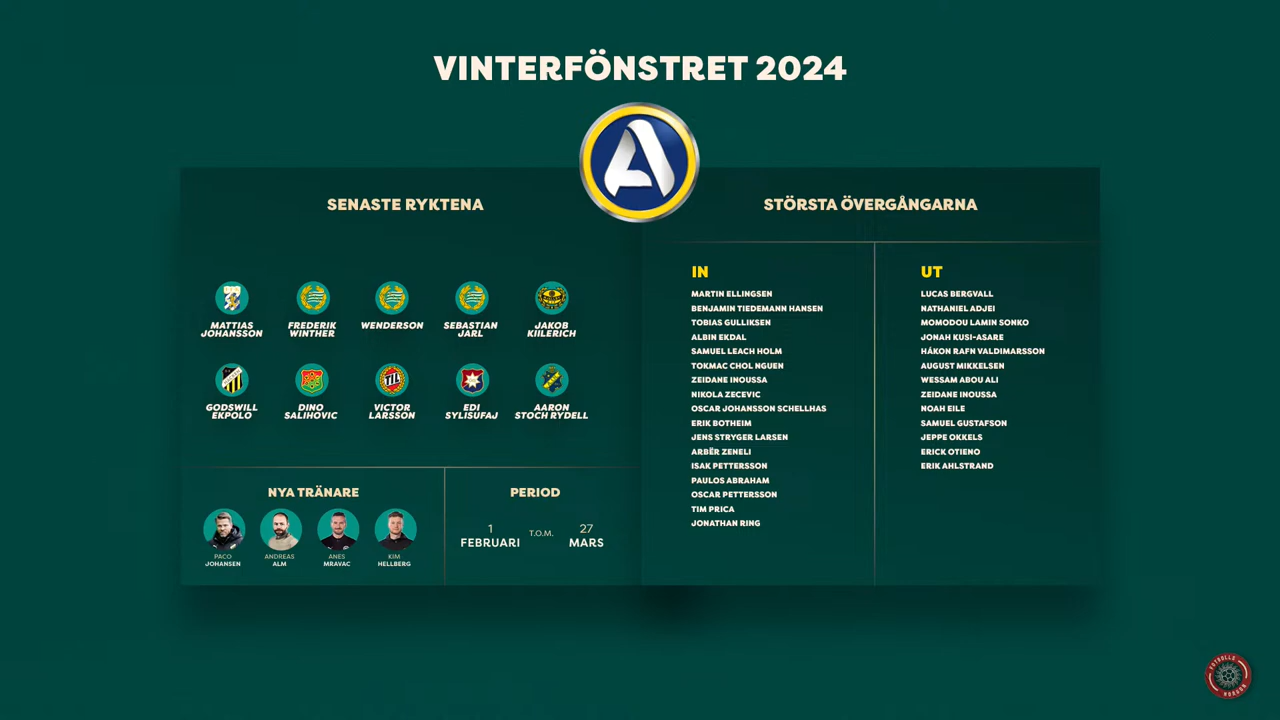 VINTERFÖNSTRET 2024
SENASTE RYKTENA
MATTIAS
JOHANSSON
FREDERIK
WINTHER
WENDERSON
SEBASTIAN
JARL
JAKOB
KIILERICH
GODSWILL
EKPOLO
DINO
SALIHOVIC
VICTOR
LARSSON
EDI
SYLISUFAJ
AARON
STOCH RYDELL
NYA TRÄNARE
PACO
JOHANSEN
ANDREAS
ALM
ANES
MRAVAC
KIM
HELLBERG
PERIOD
1
FEBRUARI
T.O.M.
27
MARS
STÖRSTA ÖVERGÅNGARNA
IN
MARTIN ELLINGSEN
BENJAMIN TIEDEMANN HANSEN
TOBIAS GULLIKSEN
ALBIN EKDAL
SAMUEL LEACH HOLM
TOKMAC CHOL NGUEN
ZEIDANE INOUSSA
NIKOLA ZECEVIC
OSCAR JOHANSSON SCHELLHAS
ERIK BOTHEIM
JENS STRYGER LARSEN
ARBËR ZENELI
ISAK PETTERSSON
PAULOS ABRAHAM
OSCAR PETTERSSON
TIM PRICA
JONATHAN RING
UT
LUCAS BERGVALL
NATHANIEL ADJEI
MOMODOU LAMIN SONKO
JONAH KUSI-ASARE
HÁKON RAFN VALDIMARSSON
AUGUST MIKKELSEN
WESSAM ABOU ALI
ZEIDANE INOUSSA
NOAH EILE
SAMUEL GUSTAFSON
JEPPE OKKELS
ERICK OTIENO
ERIK AHLSTRAND
FOTBOLLS
HÖRNAN